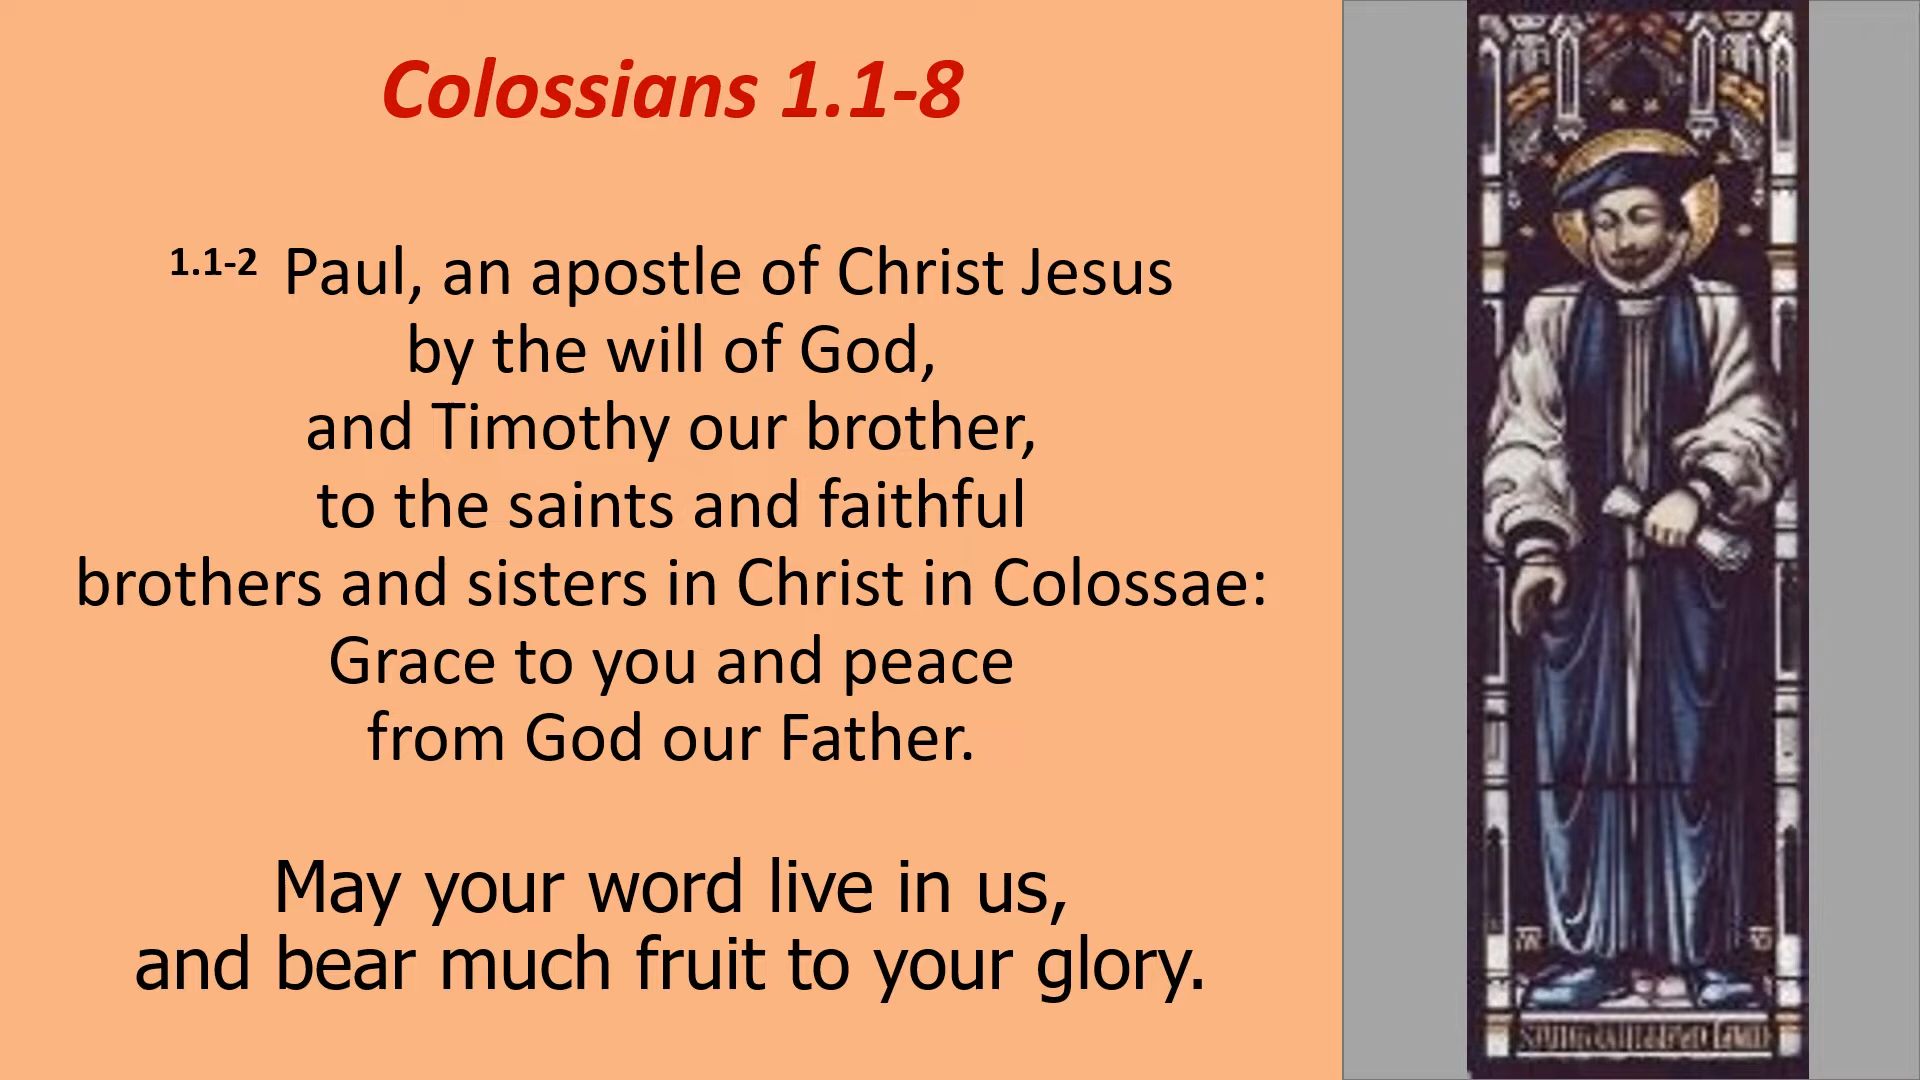 Colossians 1.1-8
1.1-2 Paul, an apostle of Christ Jesus
by the will of God,
and Timothy our brother,
to the saints and faithful
brothers and sisters in Christ in Colossae:
Grace to you and peace
from God our Father.
May your word live in us,
and bear much fruit to your glory.